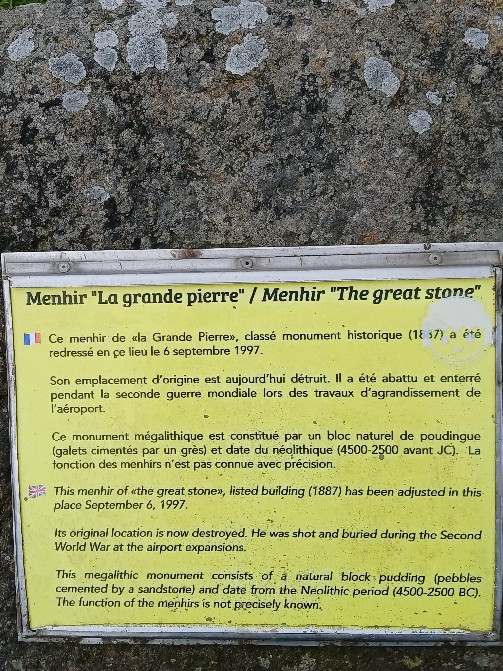 Menhir "La grande pierre" / Menhir "The great stone"
Ce menhir de «la Grande Pierre», classé monument historique (1887) a été
redressé en ce lieu le 6 septembre 1997.
Son emplacement d'origine est aujourd'hui détruit. Il a été abattu et enterré
pendant la seconde guerre mondiale lors des travaux d'agrandissement de
l'aéroport.
Ce monument mégalithique est constitué par un bloc naturel de poudingue
(galets cimentés par un grès) et date du néolithique (4500-2500 avant JC). La
fonction des menhirs n'est pas connue avec précision.
This menhir of «the great stone», listed building (1887) has been adjusted in this
place September 6, 1997.
Its original location is now destroyed. He was shot and buried during the Second
World War at the airport expansions.
This megalithic monument consists of a natural block pudding (pebbles
cemented by a sandstone) and date from the Neolithic period (4500-2500 BC).
The function of the menhirs is not precisely known.